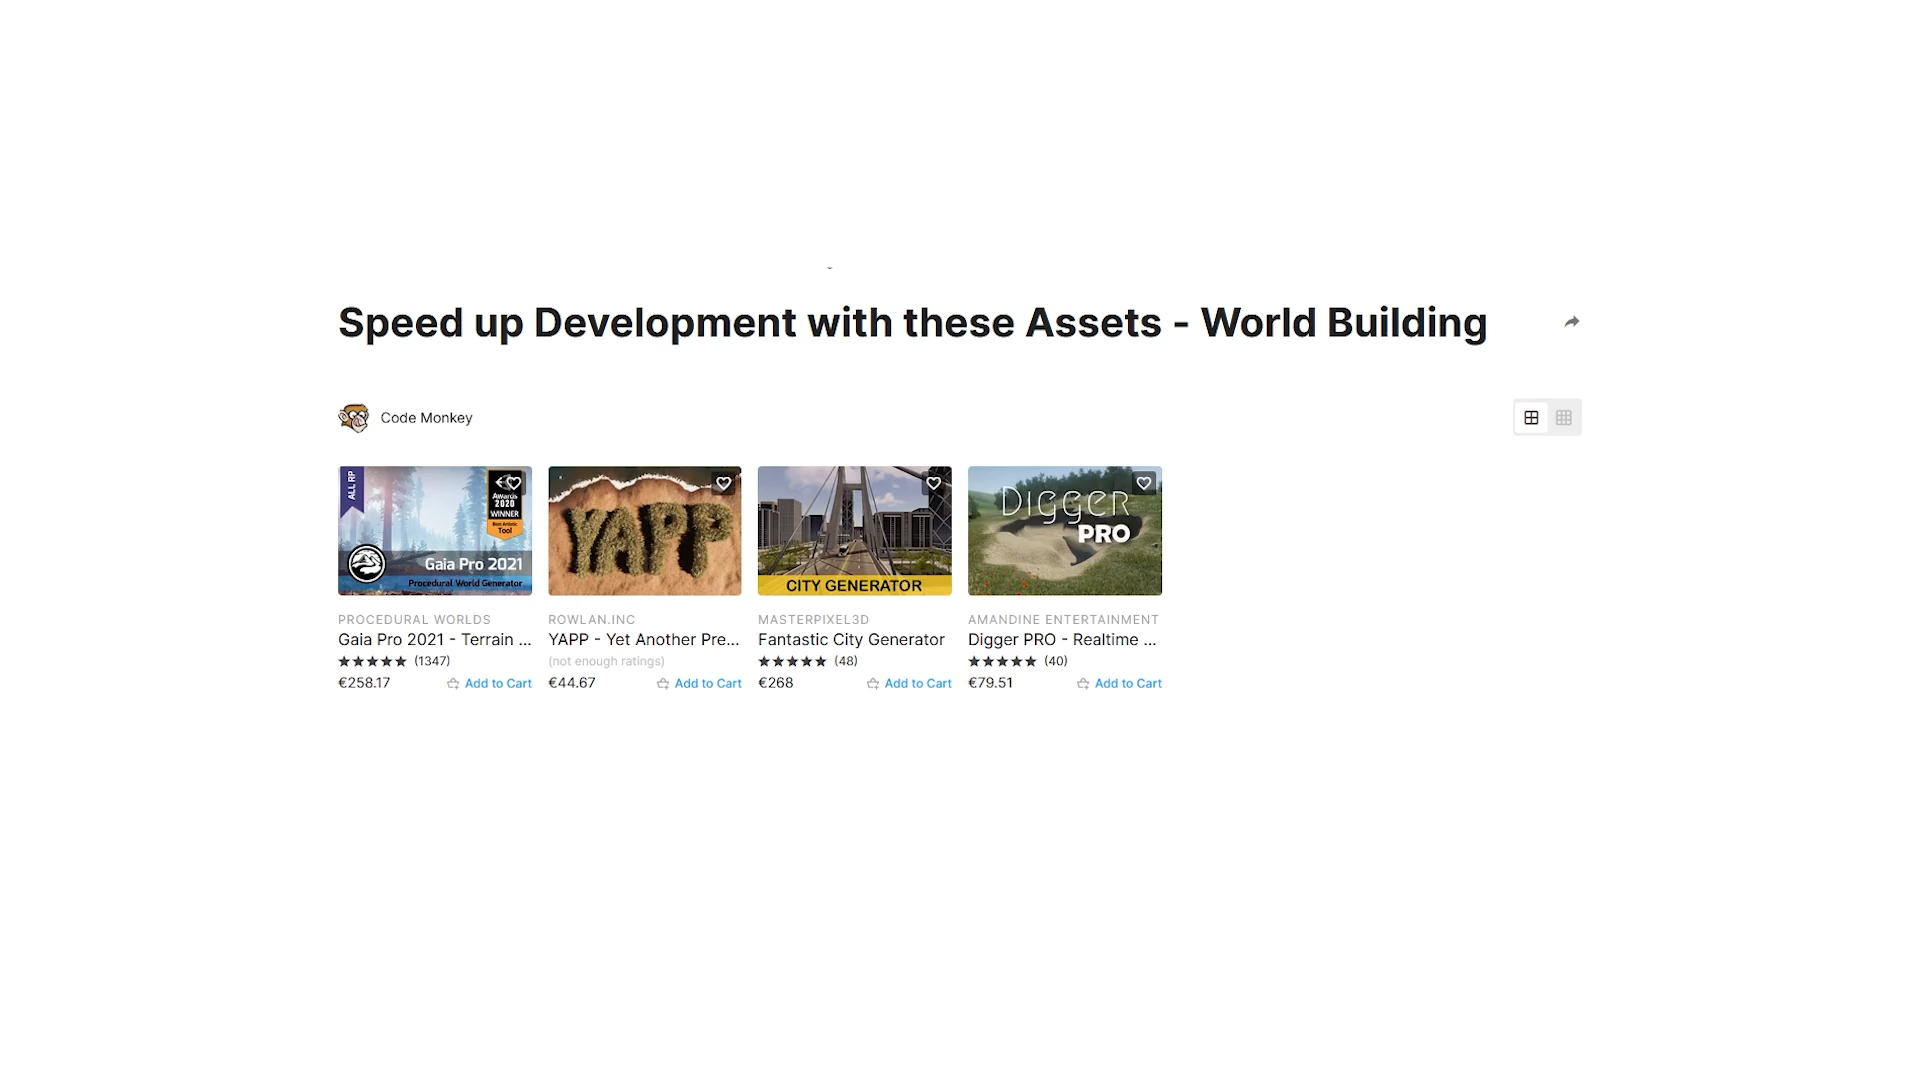 Speed up Development with these Assets - World Building
Code Monkey
ALL RP
Awards
2020
WINNER
Best Artistic
Tool
Gaia Pro 2021
Procedural World Generator
YAPP
CITY GENERATOR
DIGGER
PRO
PROCEDURAL WORLDS
Gaia Pro 2021 - Terrain ...
(1347)
€258.17
Add to Cart
ROWLAN.INC
YAPP - Yet Another Pre...
(not enough ratings)
€44.67
Add to Cart
MASTERPIXEL3D
Fantastic City Generator
(48)
€268
Add to Cart
AMANDINE ENTERTAINMENT
Digger PRO - Realtime ...
(40)
€79.51
Add to Cart